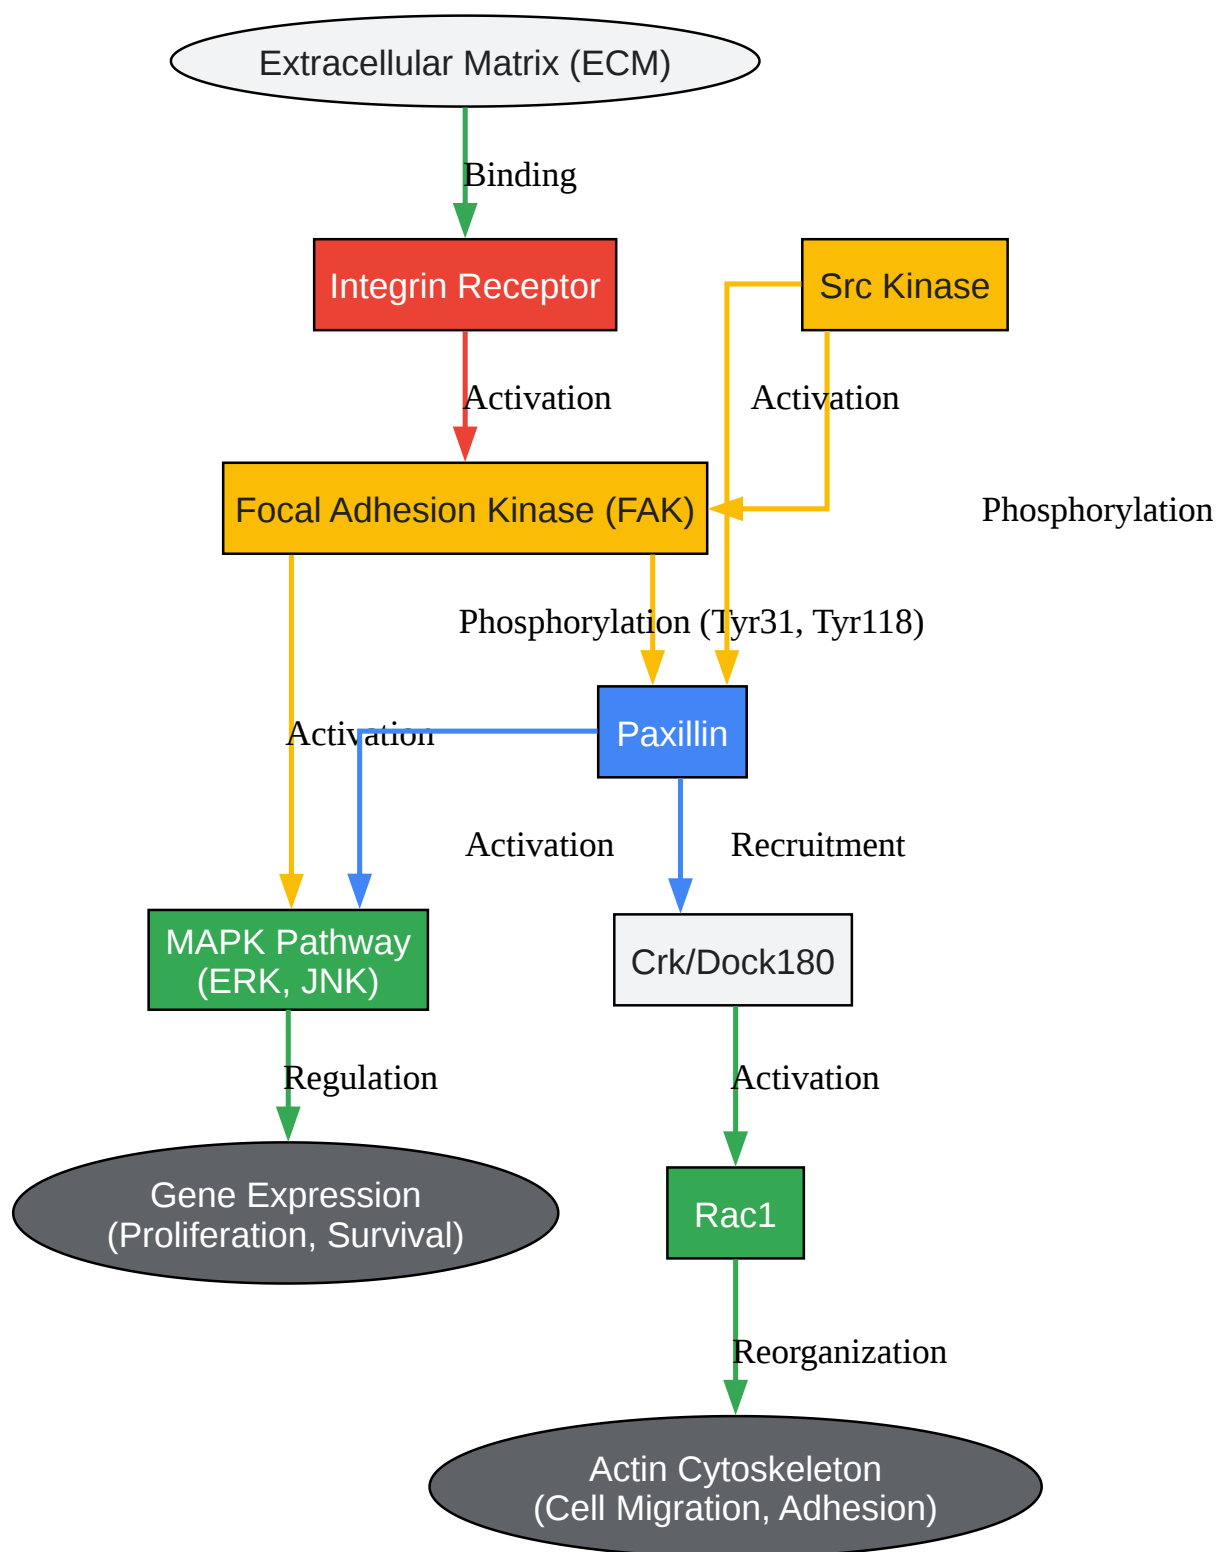 Extracellular Matrix (ECM)
Binding
Integrin Receptor
Src Kinase
Activation
Activation
Focal Adhesion Kinase (FAK)
Phosphorylation
Phosphorylation (Tyr31, Tyr118)
Activation
Paxillin
Activation
Recruitment
MAPK Pathway
(ERK, JNK)
Crk/Dock180
Regulation
Activation
Gene Expression
(Proliferation, Survival)
Rac1
Reorganization
Actin Cytoskeleton
(Cell Migration, Adhesion)